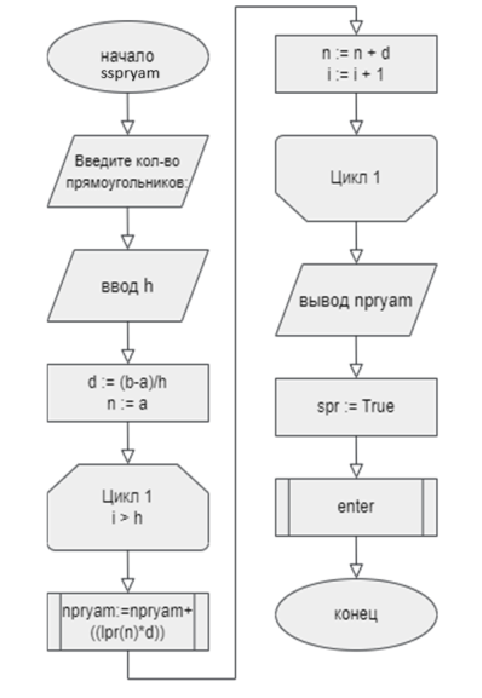 начало
sspryam
Введите кол-во
прямоугольников:
ввод h
d := (b-a)/h
n := a
Цикл 1
i > h
npryam:=npryam+
((lpr(n)*d))
n := n + d
i := i + 1
Цикл 1
вывод npryam
spr := True
enter
конец